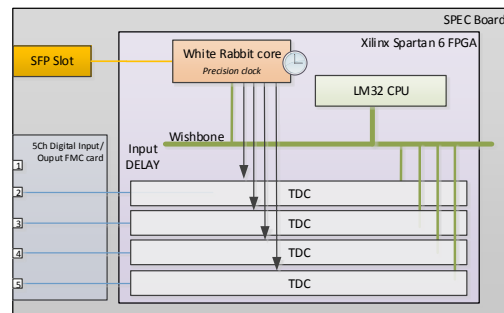 SPEC Board
Xilinx Spartan 6 FPGA
White Rabbit core
Precision clock
SFP Slot
LM32 CPU
Wishbone
5Ch Digital Input/
Ouput FMC card
Input
DELAY
1
2
TDC
3
TDC
4
TDC
5
TDC